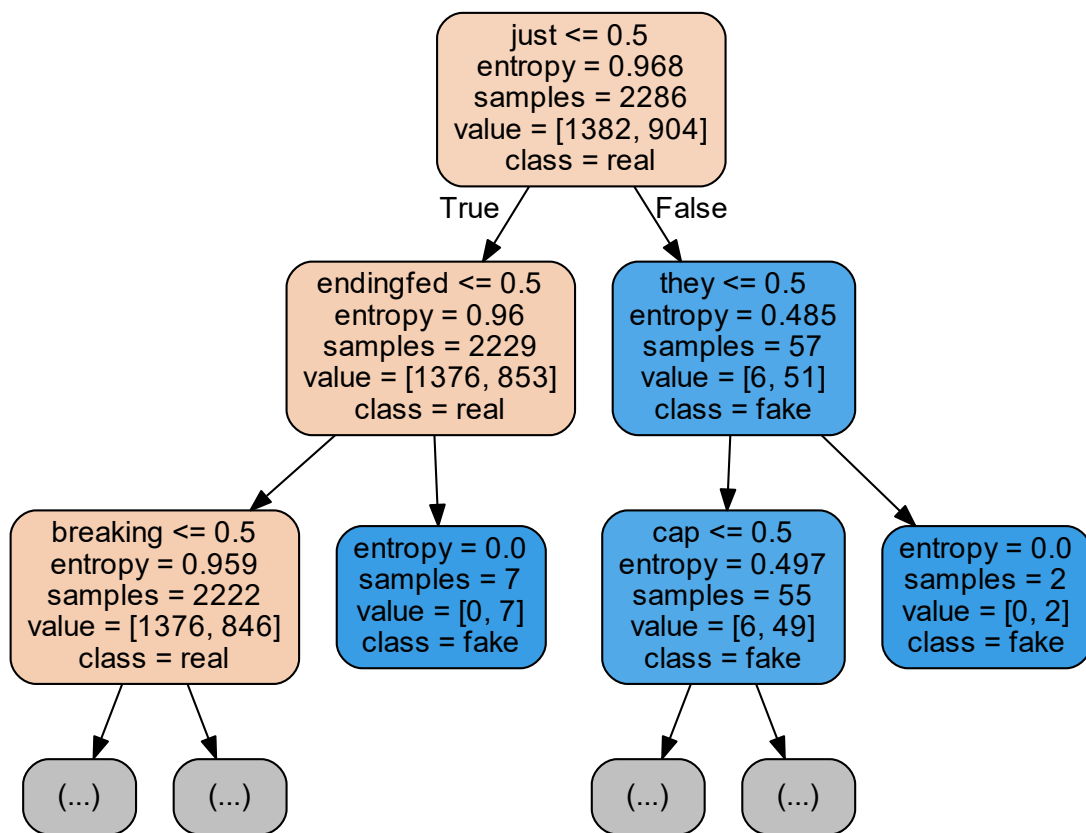 just <= 0.5
entropy = 0.968
samples = 2286
value = [1382, 904]
class = real
True
False
endingfed <= 0.5
entropy = 0.96
samples = 2229
value = [1376, 853]
class = real
they <= 0.5
entropy = 0.485
samples = 57
value = [6, 51]
class = fake
breaking <= 0.5
entropy = 0.959
samples = 2222
value = [1376, 846]
class = real
entropy = 0.0
samples = 7
value = [0, 7]
class = fake
cap <= 0.5
entropy = 0.497
samples = 55
value = [6, 49]
class = fake
entropy = 0.0
samples = 2
value = [0, 2]
class = fake
(...)
(...)
(...)
(...)